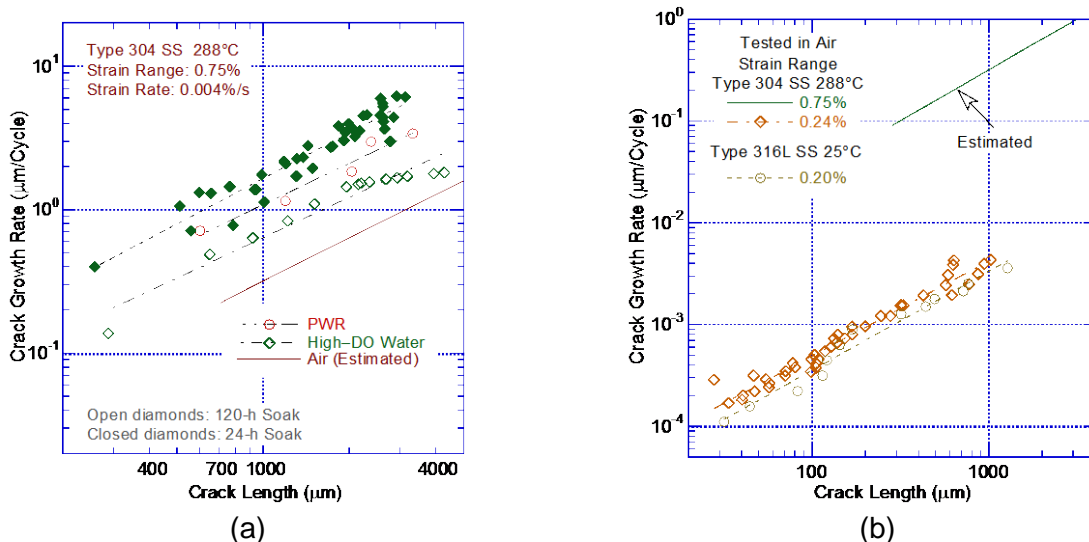 Type 304 SS 288°C
Strain Range: 0.75%
Strain Rate: 0.004%/s
10¹
10⁰
10⁻¹
Crack Growth Rate (μm/Cycle)
PWR
High–DO Water
Air (Estimated)
Open diamonds: 120-h Soak
Closed diamonds: 24-h Soak
400 700 1000 4000
Crack Length (μm)
(a)
10⁰
10⁻¹
10⁻²
10⁻³
10⁻⁴
Crack Growth Rate (μm/Cycle)
Tested in Air
Strain Range
Type 304 SS 288°C
0.75%
0.24%
Type 316L SS 25°C
0.20%
Estimated
100 1000
Crack Length (μm)
(b)